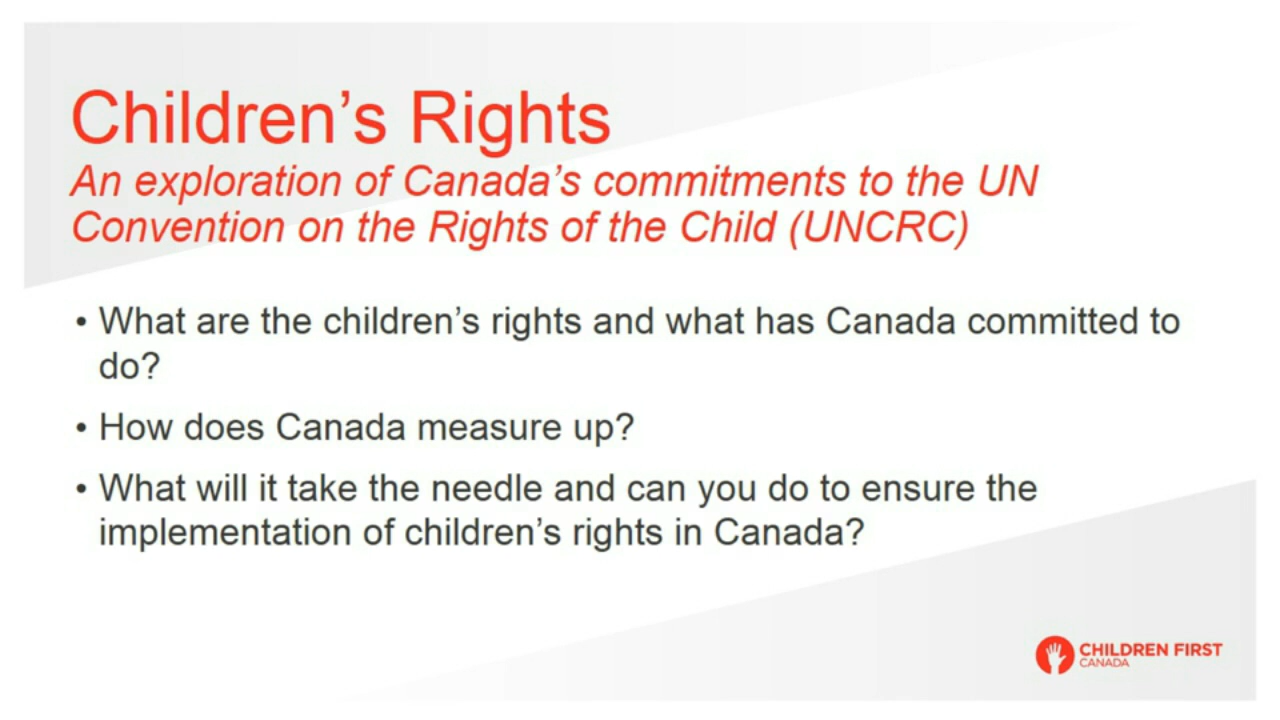 Children's Rights
An exploration of Canada's commitments to the UN
Convention on the Rights of the Child (UNCRC)
• What are the children's rights and what has Canada committed to
do?
• How does Canada measure up?
• What will it take the needle and can you do to ensure the
implementation of children's rights in Canada?
CHILDREN FIRST
CANADA